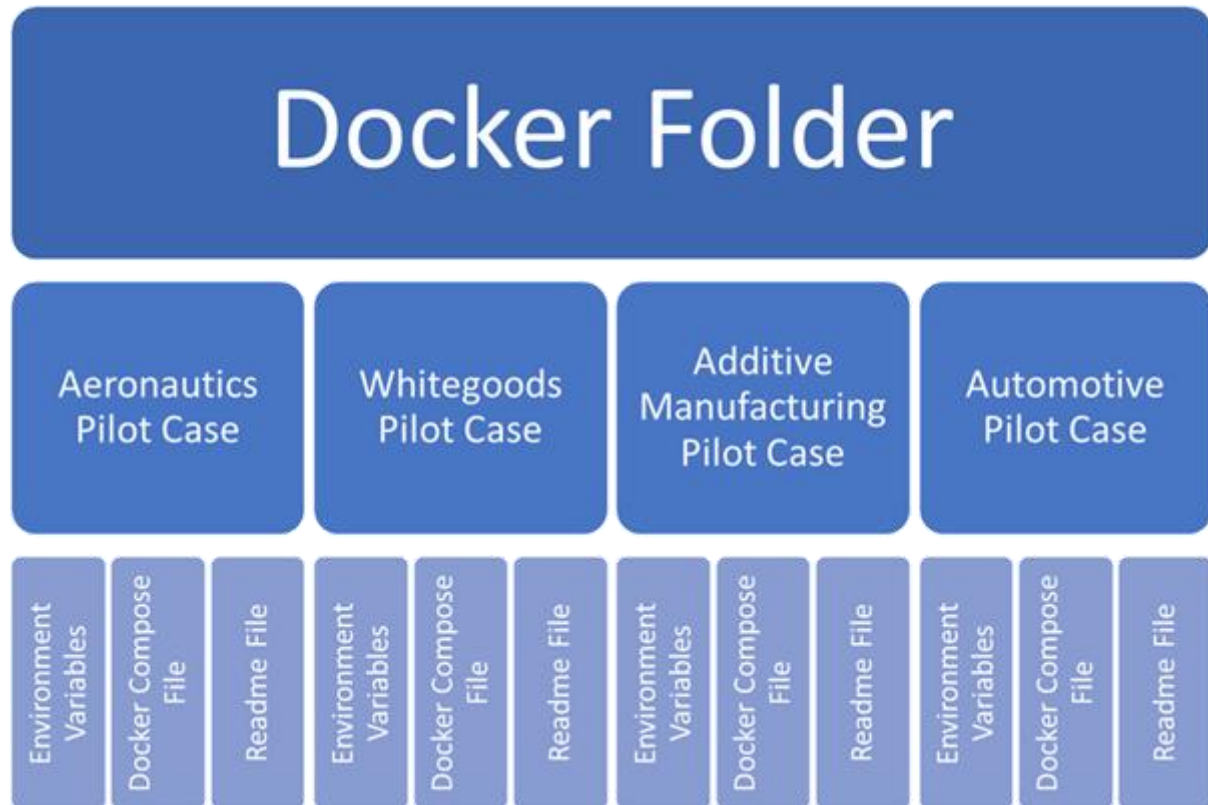 Docker Folder
Aeronautics
Pilot Case
Whitegoods
Pilot Case
Additive
Manufacturing
Pilot Case
Automotive
Pilot Case
Environment
Variables
Docker Compose
File
Readme File
Environment
Variables
Docker Compose
File
Readme File
Environment
Variables
Docker Compose
File
Readme File
Environment
Variables
Docker Compose
File
Readme File